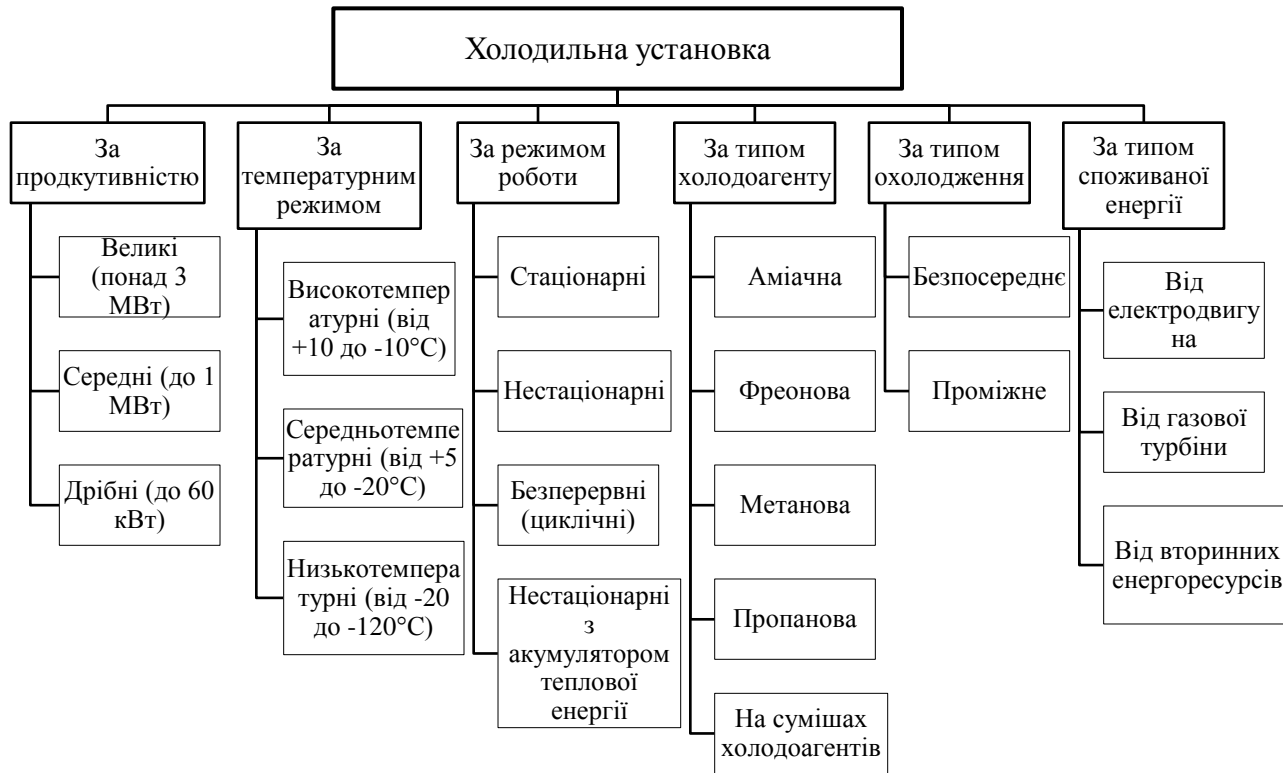 Холодильна установка
За
продкутивністю
Великі
(понад 3
МВт)
Середні (до 1
МВт)
Дрібні (до 60
кВт)
За
температурним
режимом
Високотемпер
атурні (від
+10 до -10°C)
Середньотемпе
ратурні (від +5
до -20°C)
Низькотемпера
турні (від -20
до -120°C)
За режимом
роботи
Стаціонарні
Нестаціонарні
Безперервні
(циклічні)
Нестаціонарні
з
акумулятором
теплової
енергії
За типом
холодоагенту
Аміачна
Фреонова
Метанова
Пропанова
На сумішах
холодоагентів
За типом
охолодження
Безпосереднє
Проміжне
За типом
споживаної
енергії
Від
електродвигу
на
Від газової
турбіни
Від вторинних
енергоресурсів